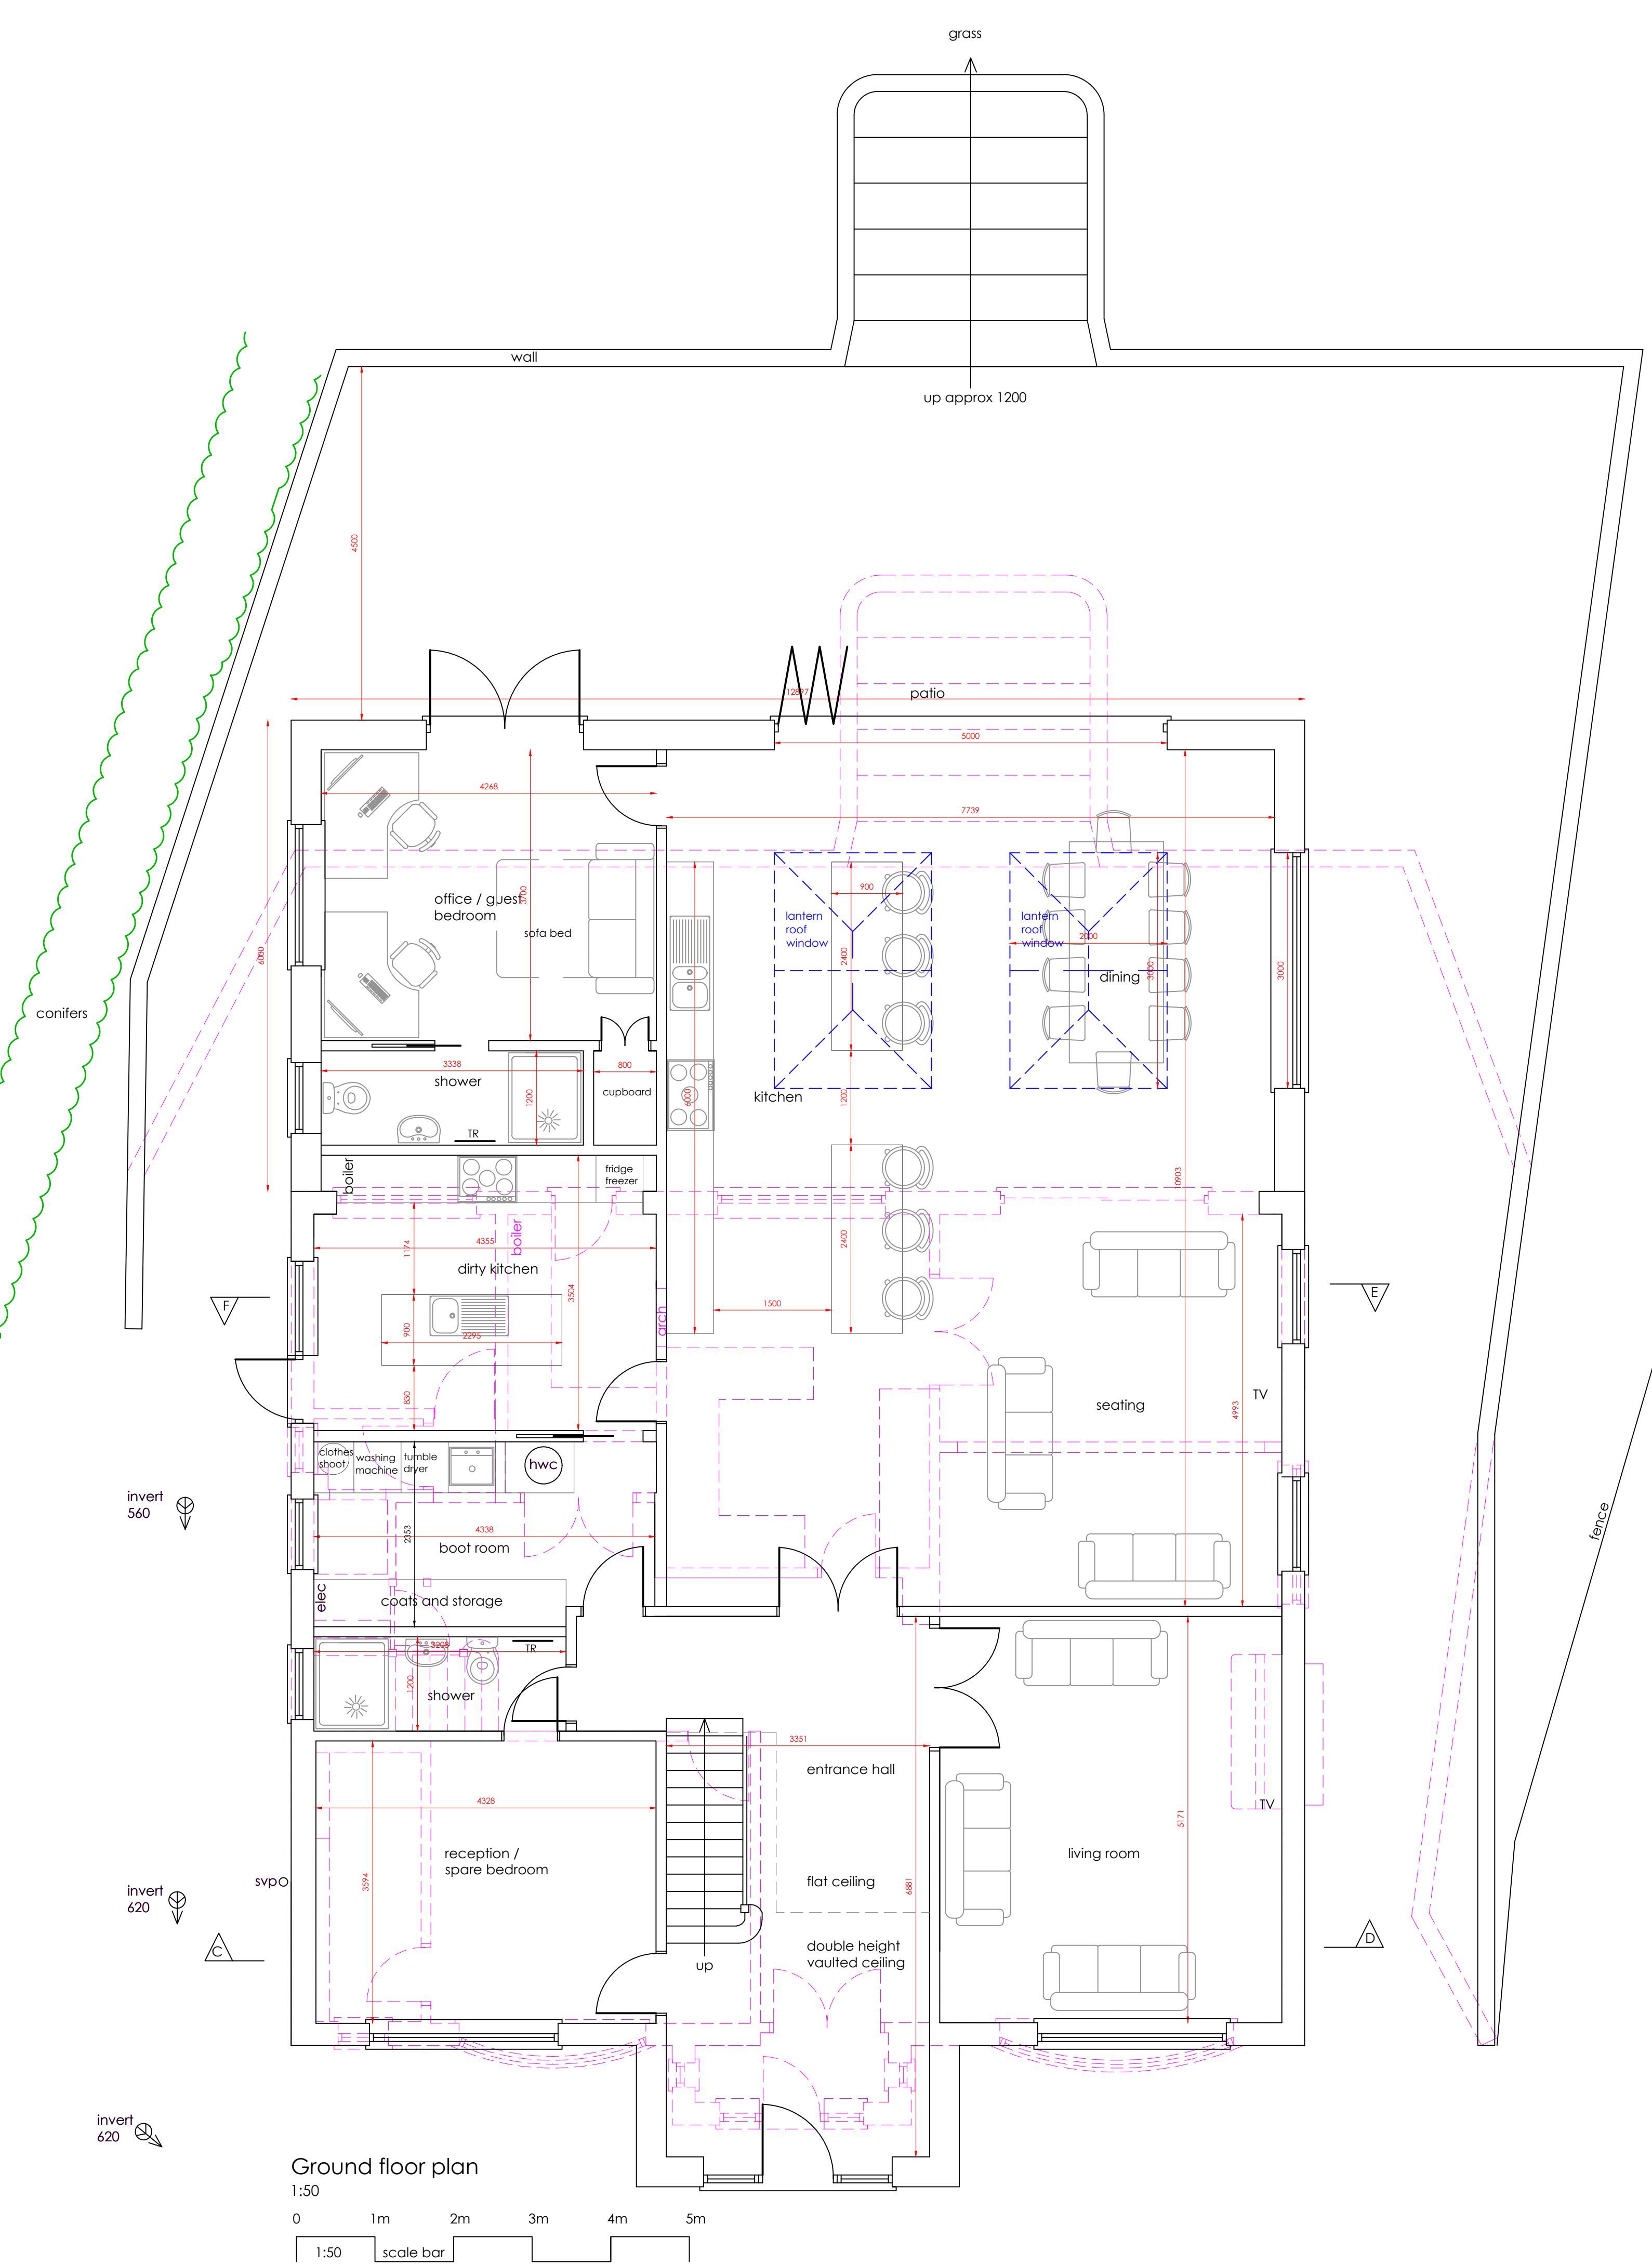 grass
wall
up approx 1200
4500
12897
patio
5000
4268
7739
office / guest
bedroom
3700
sofa bed
900
lantern
roof
window
2400
lantern
roof
window
2000
dining
3000
3000
6000
conifers
3338
shower
1200
TR
800
cupboard
6000
kitchen
1200
10903
boiler
fridge
freezer
boiler
1174
4355
dirty kitchen
3504
900
2295
830
arch
1500
2400
F
E
seating
TV
4993
clothes
shoot
washing
machine
tumble
dryer
hwc
invert
560
4338
2353
boot room
elec
coats and storage
fence
3208
TR
1200
shower
3351
entrance hall
4328
reception /
spare bedroom
3594
flat ceiling
6881
5171
living room
TV
svp
invert
620
C
D
double height
vaulted ceiling
up
invert
620
Ground floor plan
1:50
0 1m 2m 3m 4m 5m
1:50 scale bar